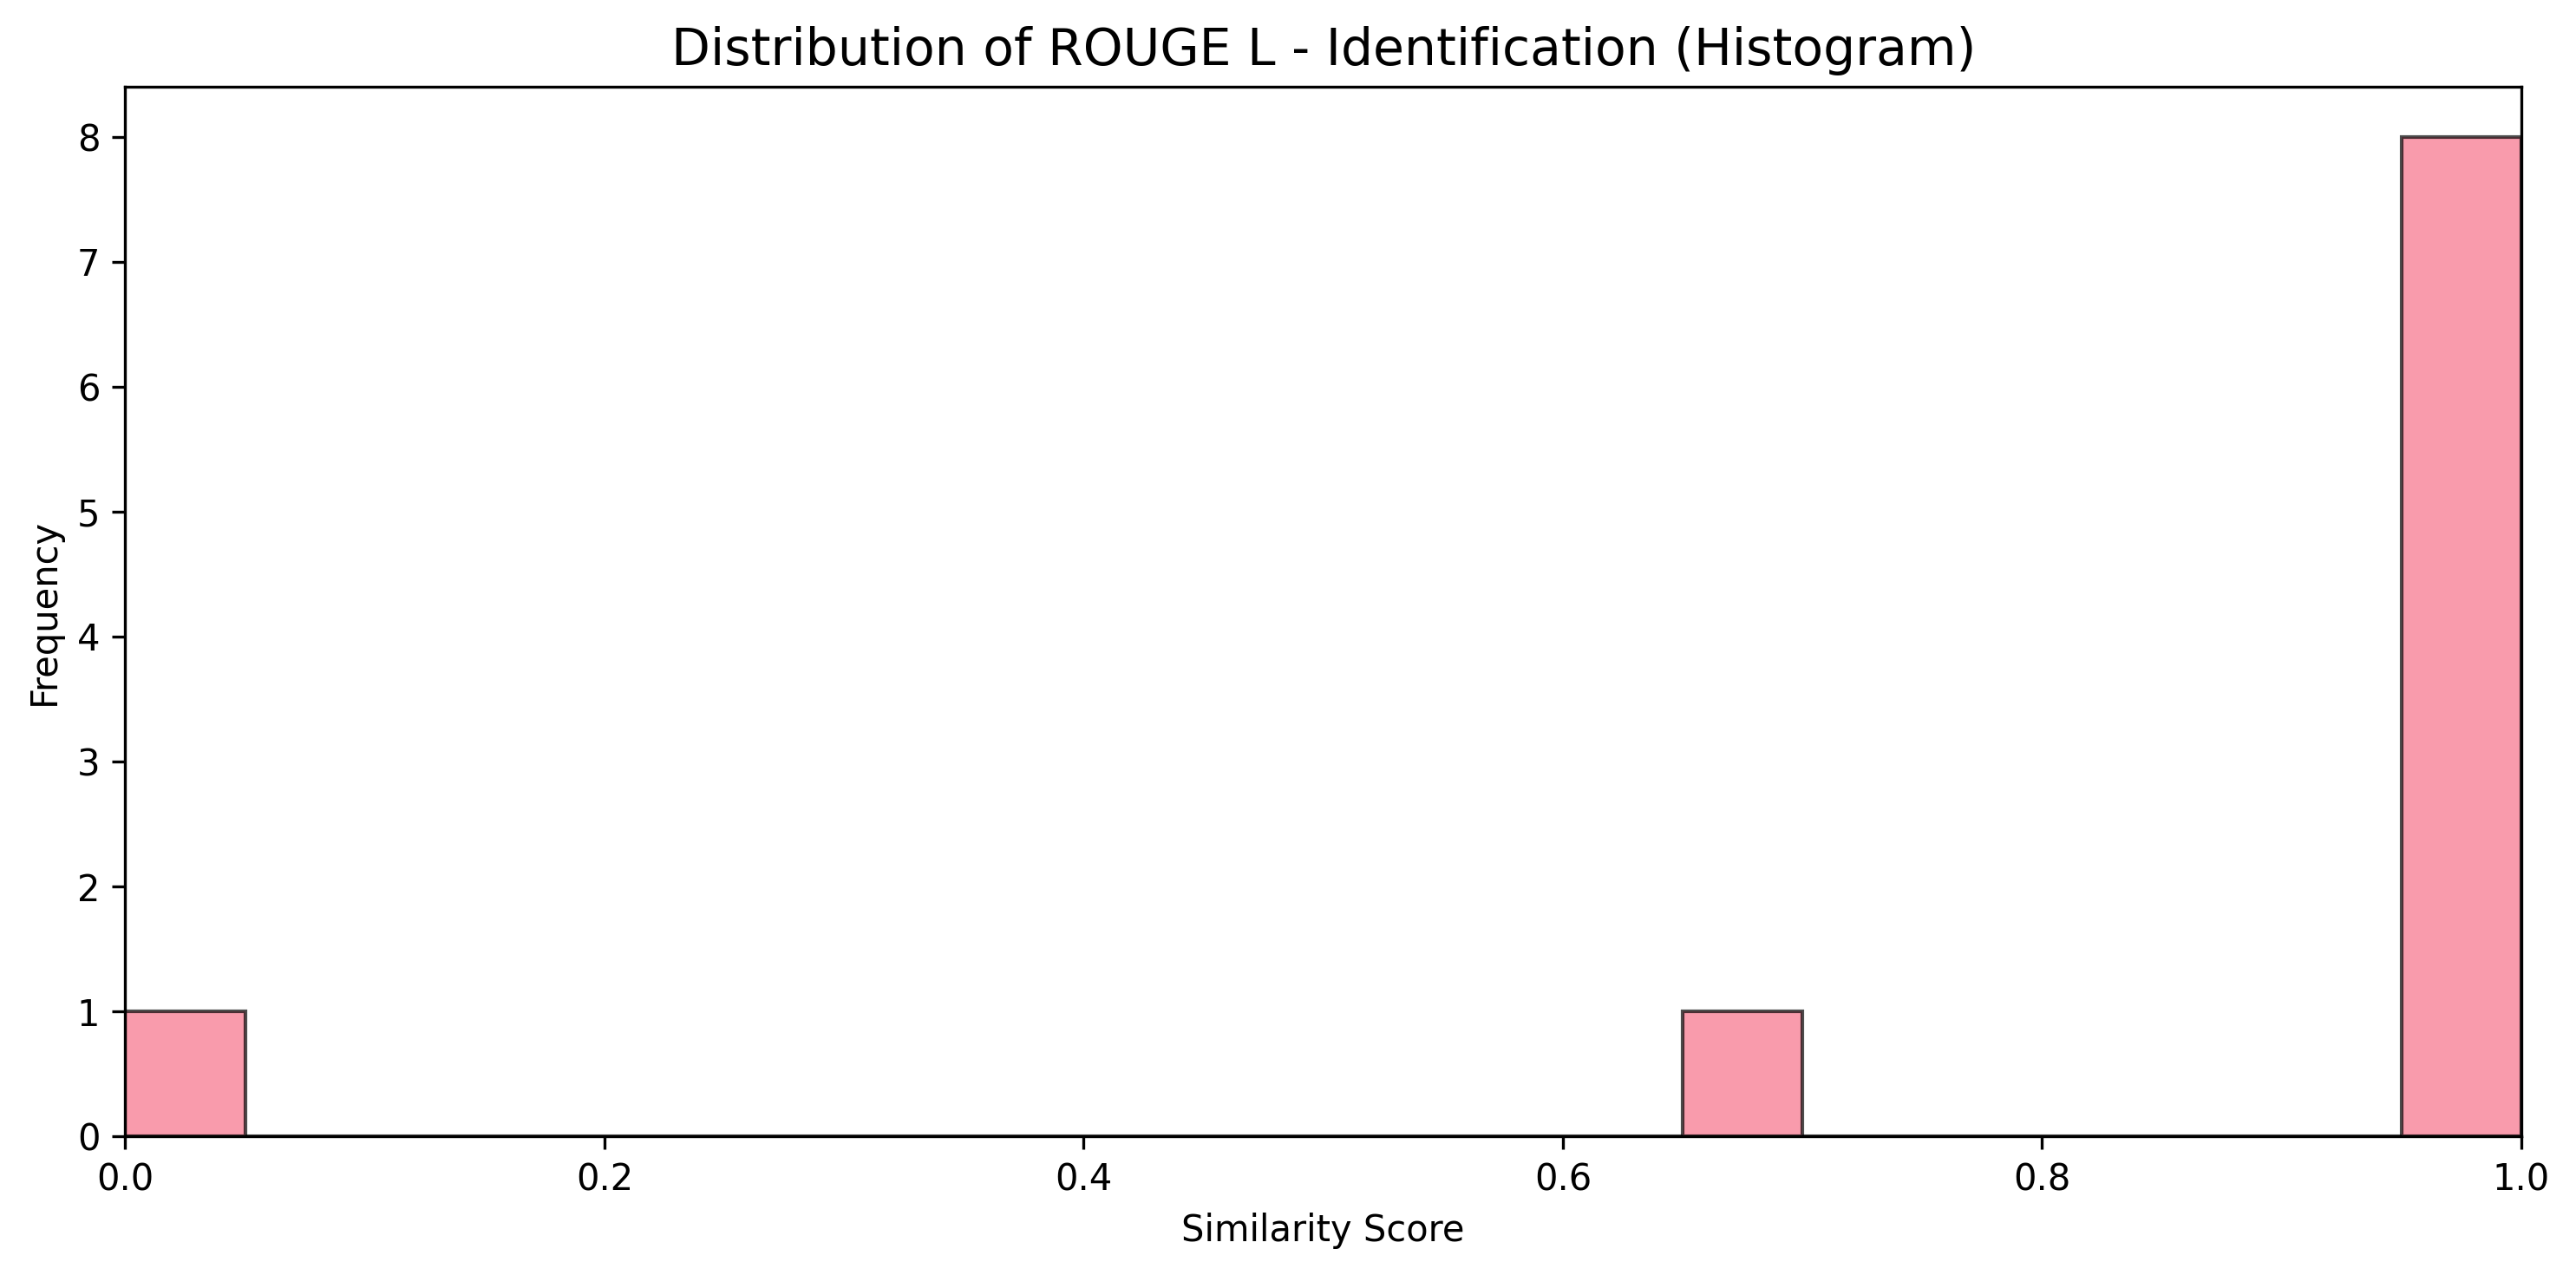 Distribution of ROUGE L - Identification (Histogram)
8
7
6
5
4
3
2
1
0
Frequency
0.0 0.2 0.4 0.6 0.8 1.0
Similarity Score